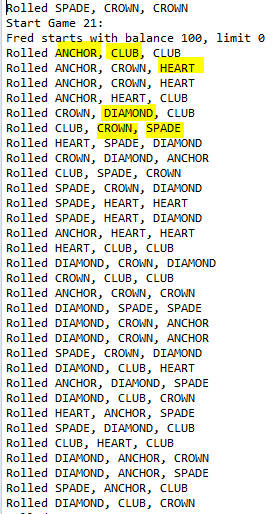 Rolled SPADE, CROWN, CROWN
Start Game 21:
Fred starts with balance 100, limit 0
Rolled ANCHOR, CLUB, CLUB
Rolled ANCHOR, CROWN, HEART
Rolled ANCHOR, CROWN, HEART
Rolled ANCHOR, HEART, CLUB
Rolled CROWN, DIAMOND, CLUB
Rolled CLUB, CROWN, SPADE
Rolled HEART, SPADE, DIAMOND
Rolled CROWN, DIAMOND, ANCHOR
Rolled CLUB, SPADE, CROWN
Rolled SPADE, CROWN, DIAMOND
Rolled SPADE, HEART, HEART
Rolled SPADE, HEART, DIAMOND
Rolled ANCHOR, HEART, HEART
Rolled HEART, CLUB, CLUB
Rolled DIAMOND, CROWN, DIAMOND
Rolled CROWN, CLUB, CLUB
Rolled ANCHOR, CROWN, CROWN
Rolled DIAMOND, SPADE, SPADE
Rolled DIAMOND, CROWN, ANCHOR
Rolled DIAMOND, CROWN, ANCHOR
Rolled SPADE, CROWN, DIAMOND
Rolled DIAMOND, CLUB, HEART
Rolled ANCHOR, DIAMOND, SPADE
Rolled DIAMOND, CLUB, CROWN
Rolled HEART, ANCHOR, SPADE
Rolled SPADE, DIAMOND, CLUB
Rolled CLUB, HEART, CLUB
Rolled DIAMOND, ANCHOR, CROWN
Rolled DIAMOND, ANCHOR, SPADE
Rolled SPADE, ANCHOR, CLUB
Rolled DIAMOND, CLUB, CROWN